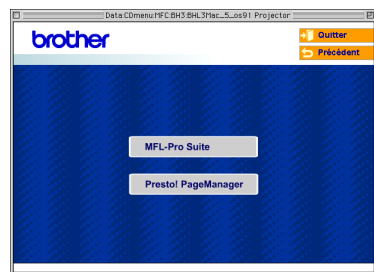 Data:CDmenu:MFC:BH3:BHL3Mac_5_os91 Projector
brother
Quitter
Précédent
MFL-Pro Suite
Presto! PageManager